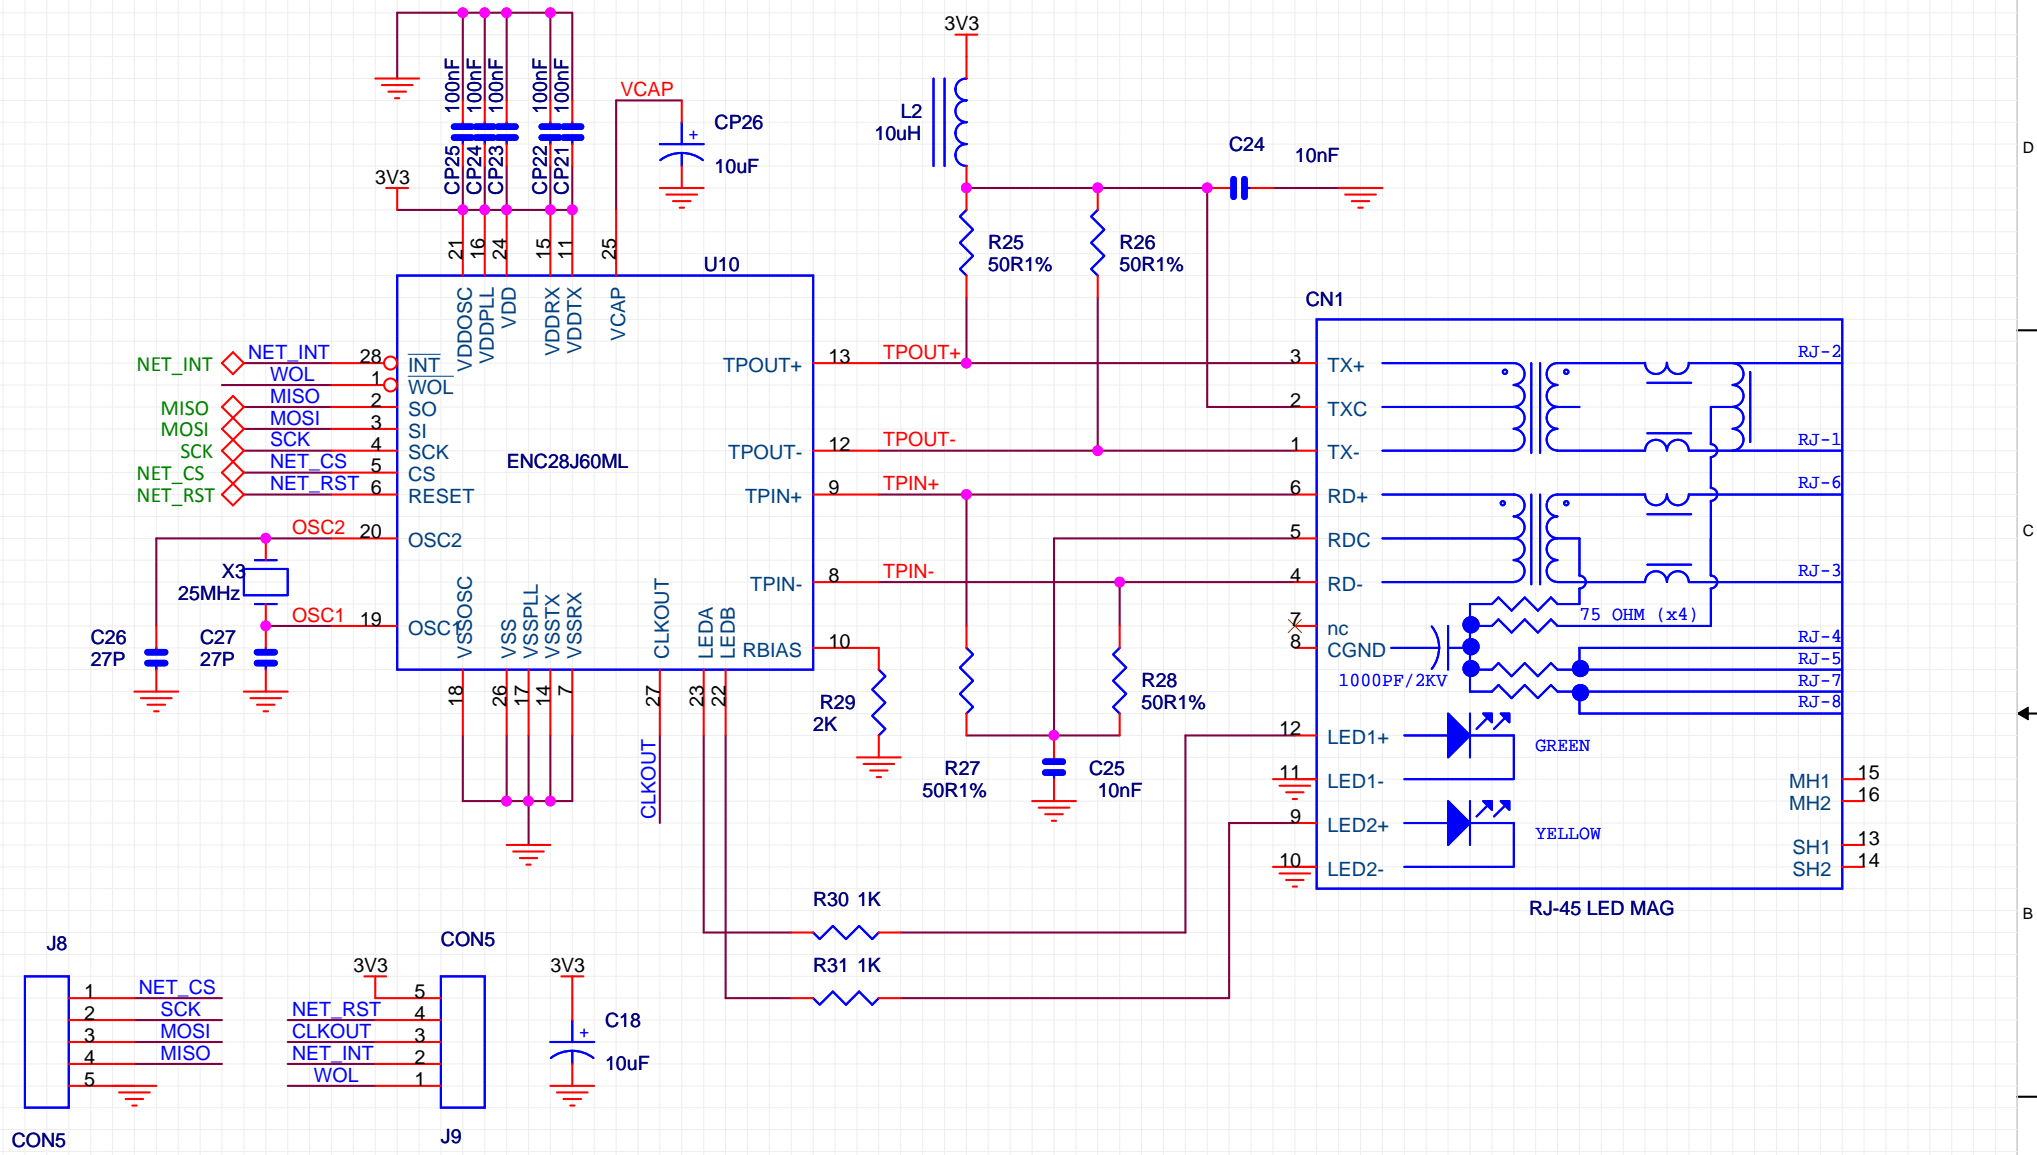 3V3
100nF
100nF
100nF
100nF
100nF
VCAP
CP26
10uF
CP25
CP24
CP23
CP22
CP21
3V3
L2
10uH
C24
10nF
D
21
16
24
15
11
25
U10
R25
50R1%
R26
50R1%
CN1
VDDOSC
VDDPLL
VDD
VDDRX
VDDTX
VCAP
NET_INT
NET_INT
28
INT
WOL
1
WOL
MISO
MISO
2
SO
MOSI
MOSI
3
SI
SCK
SCK
4
SCK
NET_CS
NET_CS
5
CS
NET_RST
NET_RST
6
RESET
OSC2
20
OSC2
X3
25MHz
OSC1
19
OSC1
C26
27P
C27
27P
ENC28J60ML
TPOUT+
13
TPOUT+
TPOUT-
12
TPOUT-
TPIN+
9
TPIN+
TPIN-
8
TPIN-
RBIAS
10
VSSOSC
VSS
VSSPLL
VSSTX
VSSRX
CLKOUT
LEDA
LEDB
18
26
17
14
7
27
23
22
CLKOUT
R29
2K
R27
50R1%
R28
50R1%
C25
10nF
3
TX+
RJ-2
2
TXC
1
TX-
RJ-1
6
RD+
RJ-6
5
RDC
C
4
RD-
RJ-3
75 OHM (x4)
7
nc
8
CGND
RJ-4
RJ-5
1000PF/2KV
RJ-7
RJ-8
12
LED1+
GREEN
11
LED1-
9
LED2+
YELLOW
10
LED2-
MH1
15
MH2
16
SH1
13
SH2
14
RJ-45 LED MAG
B
R30 1K
R31 1K
J8
1
NET_CS
2
SCK
3
MOSI
4
MISO
5
CON5
CON5
3V3
5
NET_RST
4
CLKOUT
3
NET_INT
2
WOL
1
J9
3V3
+
C18
10uF
+